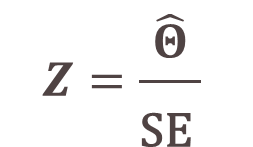 Z = Θ̂ / SE